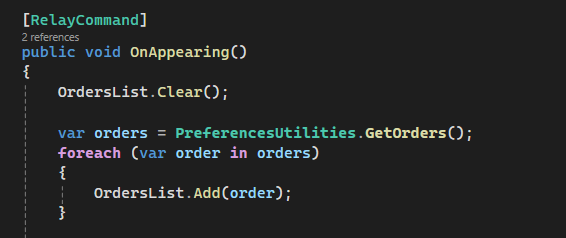 [RelayCommand]
2 references
public void OnAppearing()
{
OrdersList.Clear();
var orders = PreferencesUtilities.GetOrders();
foreach (var order in orders)
{
OrdersList.Add(order);
}